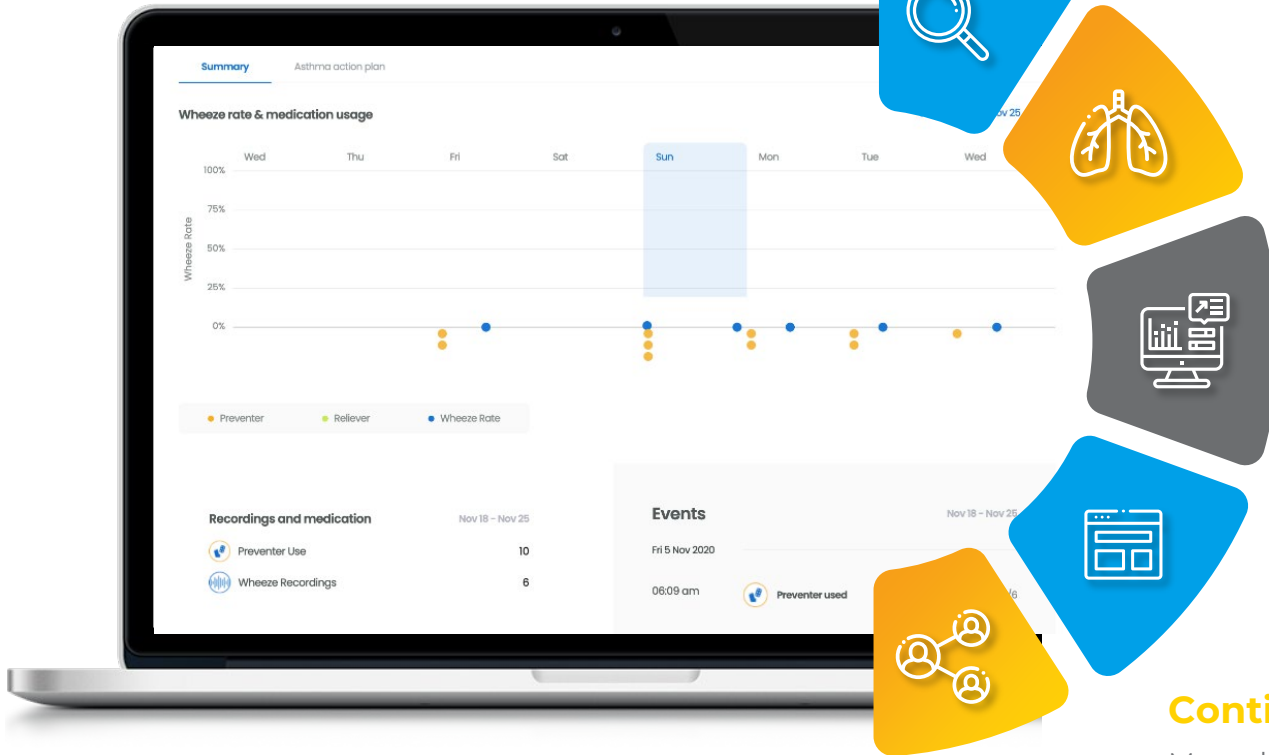 Summary Asthma action plan
Wheeze rate & medication usage
ov 25
Wed Thu Fri Sat Sun Mon Tue Wed
100%
75%
50%
25%
0%
Wheeze Rate
Preventer Reliever Wheeze Rate
Recordings and medication Nov 18 - Nov 25
Preventer Use 10
Wheeze Recordings 6
Events Nov 18 - Nov 25
Fri 5 Nov 2020
06:09 am Preventer used
Conti